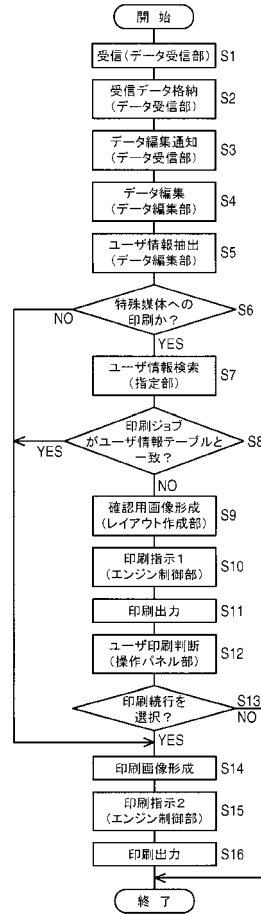 開 始
受信(データ受信部)
S1
受信データ格納
(データ受信部)
S2
データ編集通知
(データ受信部)
S3
データ編集
(データ編集部)
S4
ユーザ情報抽出
(データ編集部)
S5
特殊媒体への
印刷か？
S6
NO
YES
ユーザ情報検索
(指定部)
S7
印刷ジョブ
がユーザ情報テーブルと
一致？
S8
YES
NO
確認用画像形成
(レイアウト作成部)
S9
印刷指示1
(エンジン制御部)
S10
印刷出力
S11
ユーザ印刷判断
(操作パネル部)
S12
印刷続行を
選択？
S13
NO
YES
印刷画像形成
S14
印刷指示2
(エンジン制御部)
S15
印刷出力
S16
終 了